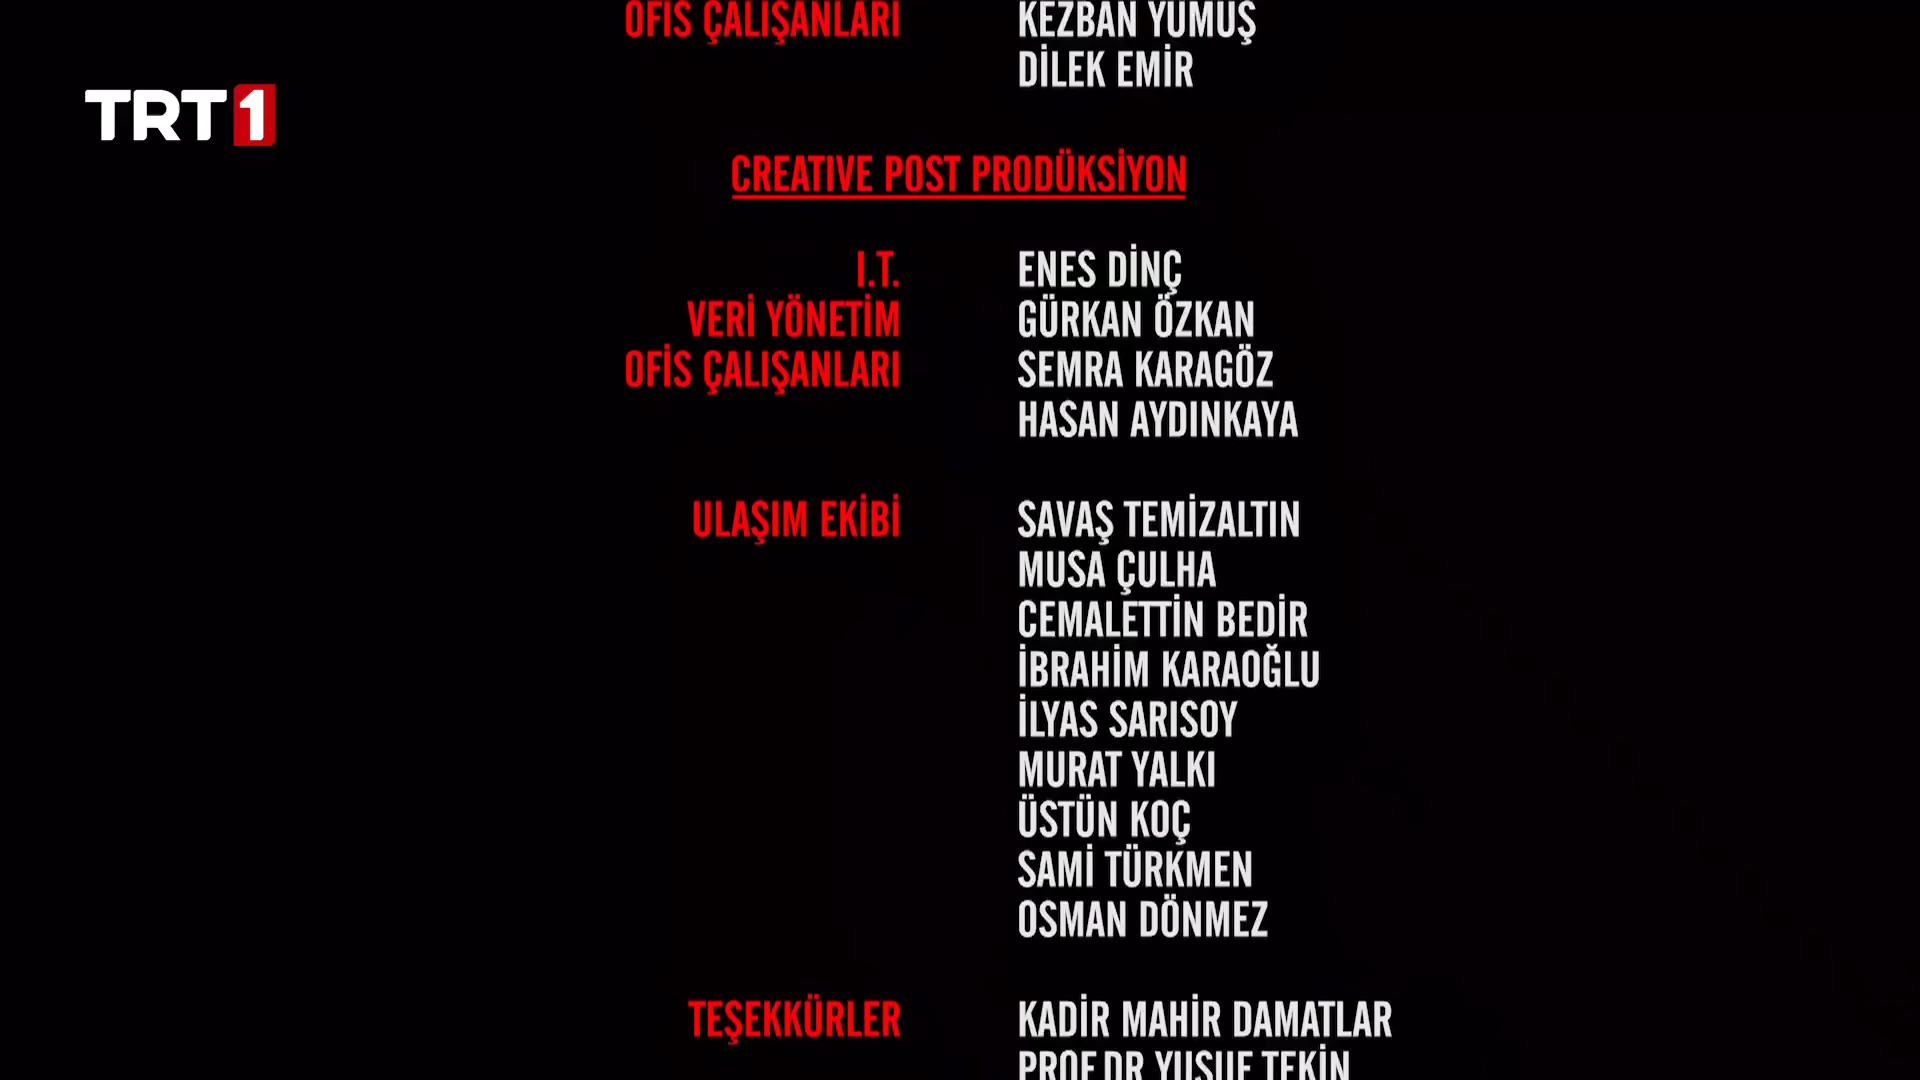 OFİS ÇALIŞANLARI KEZBAN YUMUŞ
DİLEK EMİR
TRT 1
CREATIVE POST PRODÜKSİYON
I.T. ENES DİNÇ
VERİ YÖNETİM GÜRKAN ÖZKAN
OFİS ÇALIŞANLARI SEMRA KARAGÖZ
HASAN AYDINKAYA
ULAŞIM EKİBİ SAVAŞ TEMİZALTIN
MUSA ÇULHA
CEMALETTİN BEDİR
İBRAHİM KARAOĞLU
İLYAS SARISOY
MURAT YALKI
ÜSTÜN KOÇ
SAMİ TÜRKMEN
OSMAN DÖNMEZ
TEŞEKKÜRLER KADİR MAHİR DAMATLAR
PROF.DR YUSUF TEKİN